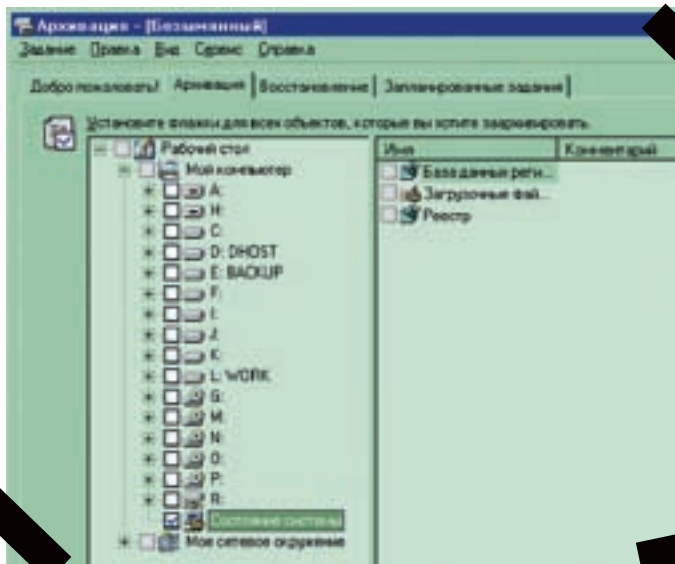 Архивация - [Безымянный]
Задание Правка Вид Сервис Справка
Добро пожаловать! Архивация Восстановление Запланированные задания
Установите флажки для всех объектов, которые вы хотите заархивировать.
Рабочий стол
Мой компьютер
A:
H:
C:
D: DHOST
E: BACKUP
F:
I:
J:
K:
L: WORK
G:
M:
N:
O:
P:
R:
Состояние системы
Мое сетевое окружение
Имя Комментарий
База данных реги...
Загрузочные фай...
Реестр